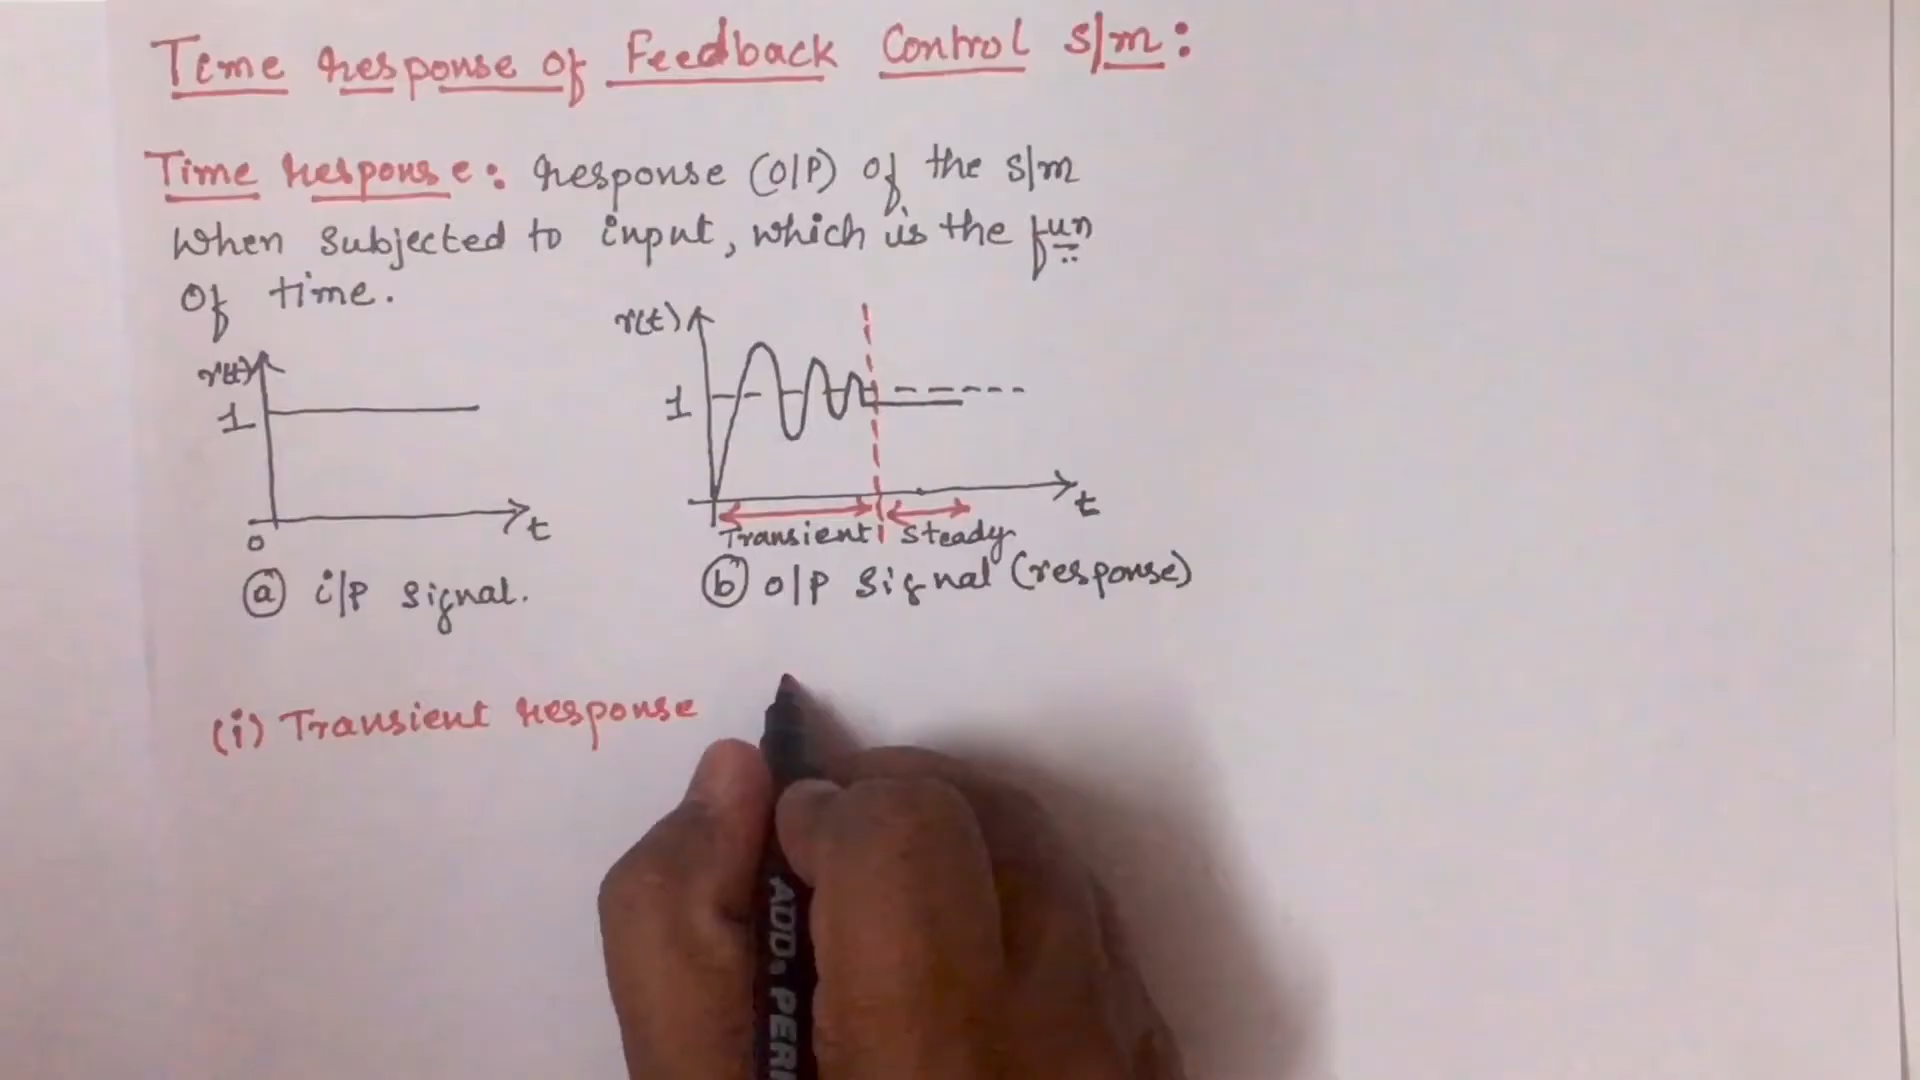 Time response of Feedback Control s/m:
Time response: response (O/P) of the s/m
when subjected to input, which is the fun
of time.
r(t)
1
0
t
r(t)
1
t
Transient
Steady
(a) i/P signal.
(b) O/P signal (response)
(i) Transient response
ADD. PERM